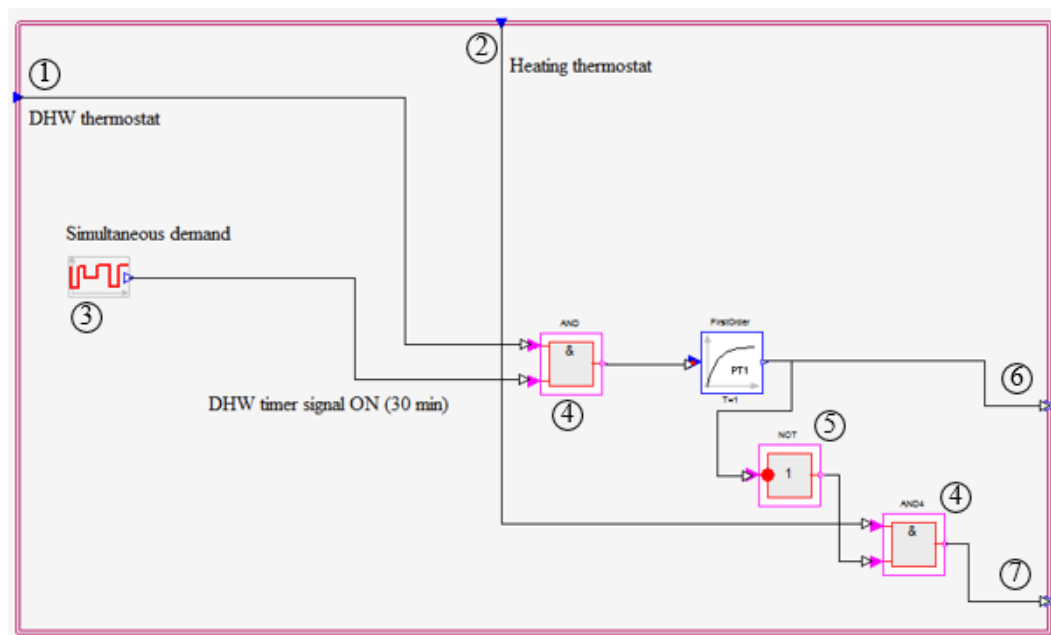 ②
Heating thermostat
①
DHW thermostat
Simultaneous demand
③
AND
&
④
FirstOrder
PT1
T=1
⑥
DHW timer signal ON (30 min)
NOT
1
⑤
AND4
&
④
⑦